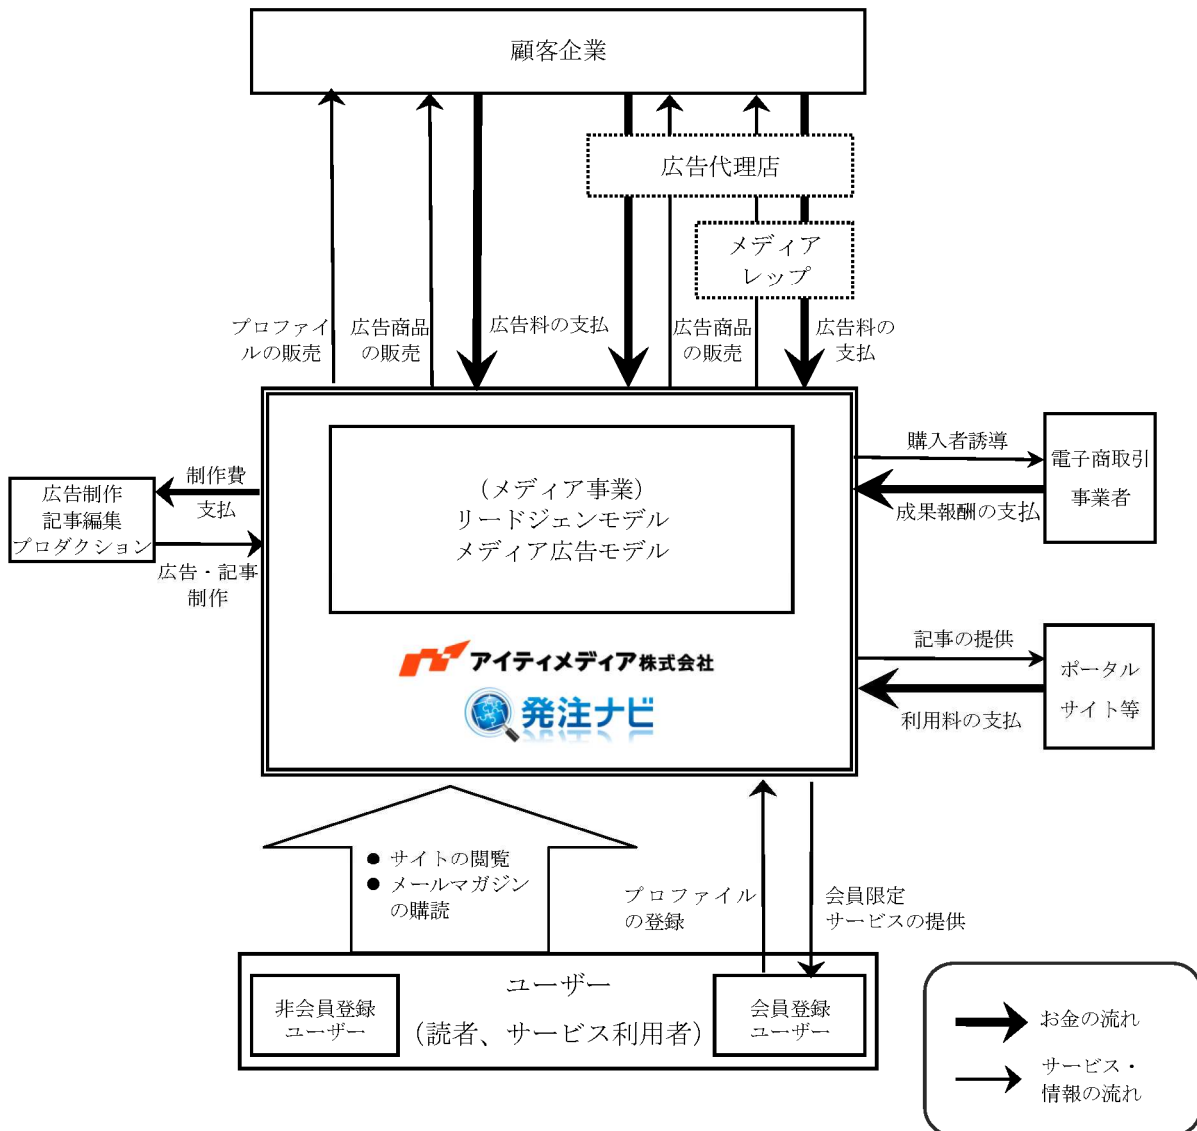 顧客企業
広告代理店
メディア
レップ
プロファイ
ルの販売
広告商品
の販売
広告料の支払
広告商品
の販売
広告料の
支払
広告制作
記事編集
プロダクション
制作費
支払
広告・記事
制作
(メディア事業)
リードジェンモデル
メディア広告モデル
アイティメディア株式会社
発注ナビ
購入者誘導
成果報酬の支払
電子商取引
事業者
記事の提供
利用料の支払
ポータル
サイト等
● サイトの閲覧
● メールマガジン
の購読
プロファイル
の登録
会員限定
サービスの提供
ユーザー
(読者、サービス利用者)
非会員登録
ユーザー
会員登録
ユーザー
お金の流れ
サービス・
情報の流れ